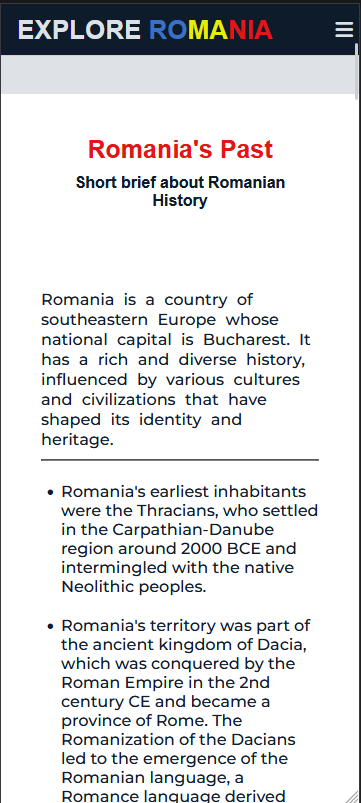 EXPLORE ROMANIA
Romania's Past
Short brief about Romanian
History
Romania is a country of
southeastern Europe whose
national capital is Bucharest. It
has a rich and diverse history,
influenced by various cultures
and civilizations that have
shaped its identity and
heritage.
• Romania's earliest inhabitants
were the Thracians, who settled
in the Carpathian-Danube
region around 2000 BCE and
intermingled with the native
Neolithic peoples.
• Romania's territory was part of
the ancient kingdom of Dacia,
which was conquered by the
Roman Empire in the 2nd
century CE and became a
province of Rome. The
Romanization of the Dacians
led to the emergence of the
Romanian language, a
Romance language derived